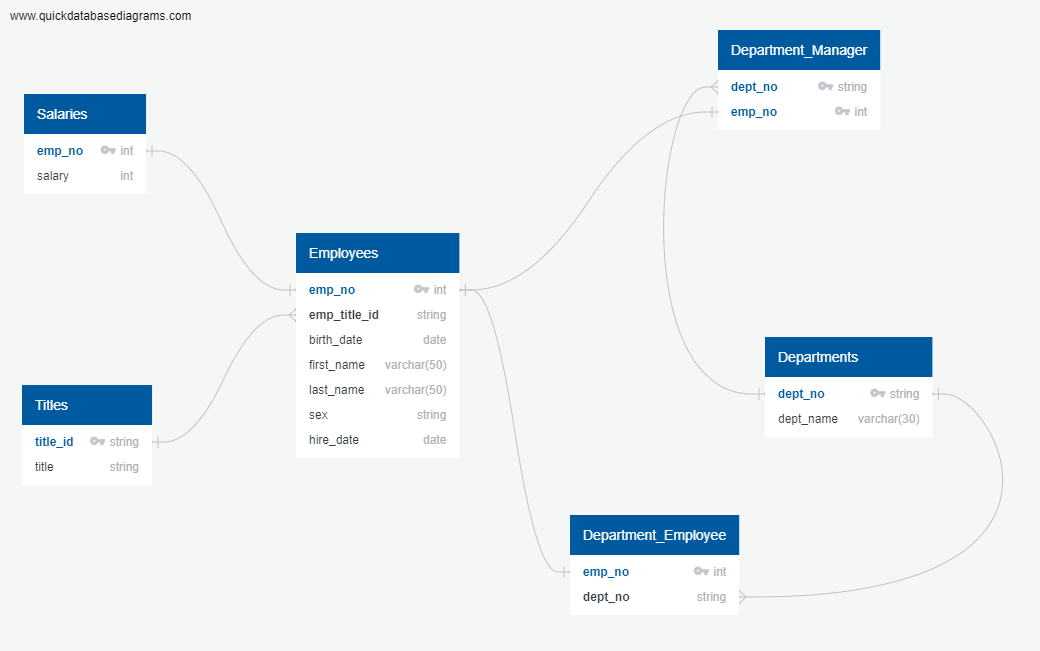 www.quickdatabasediagrams.com
Department_Manager
dept_no string
emp_no int
Salaries
emp_no int
salary int
Employees
emp_no int
emp_title_id string
birth_date date
first_name varchar(50)
last_name varchar(50)
sex string
hire_date date
Titles
title_id string
title string
Departments
dept_no string
dept_name varchar(30)
Department_Employee
emp_no int
dept_no string